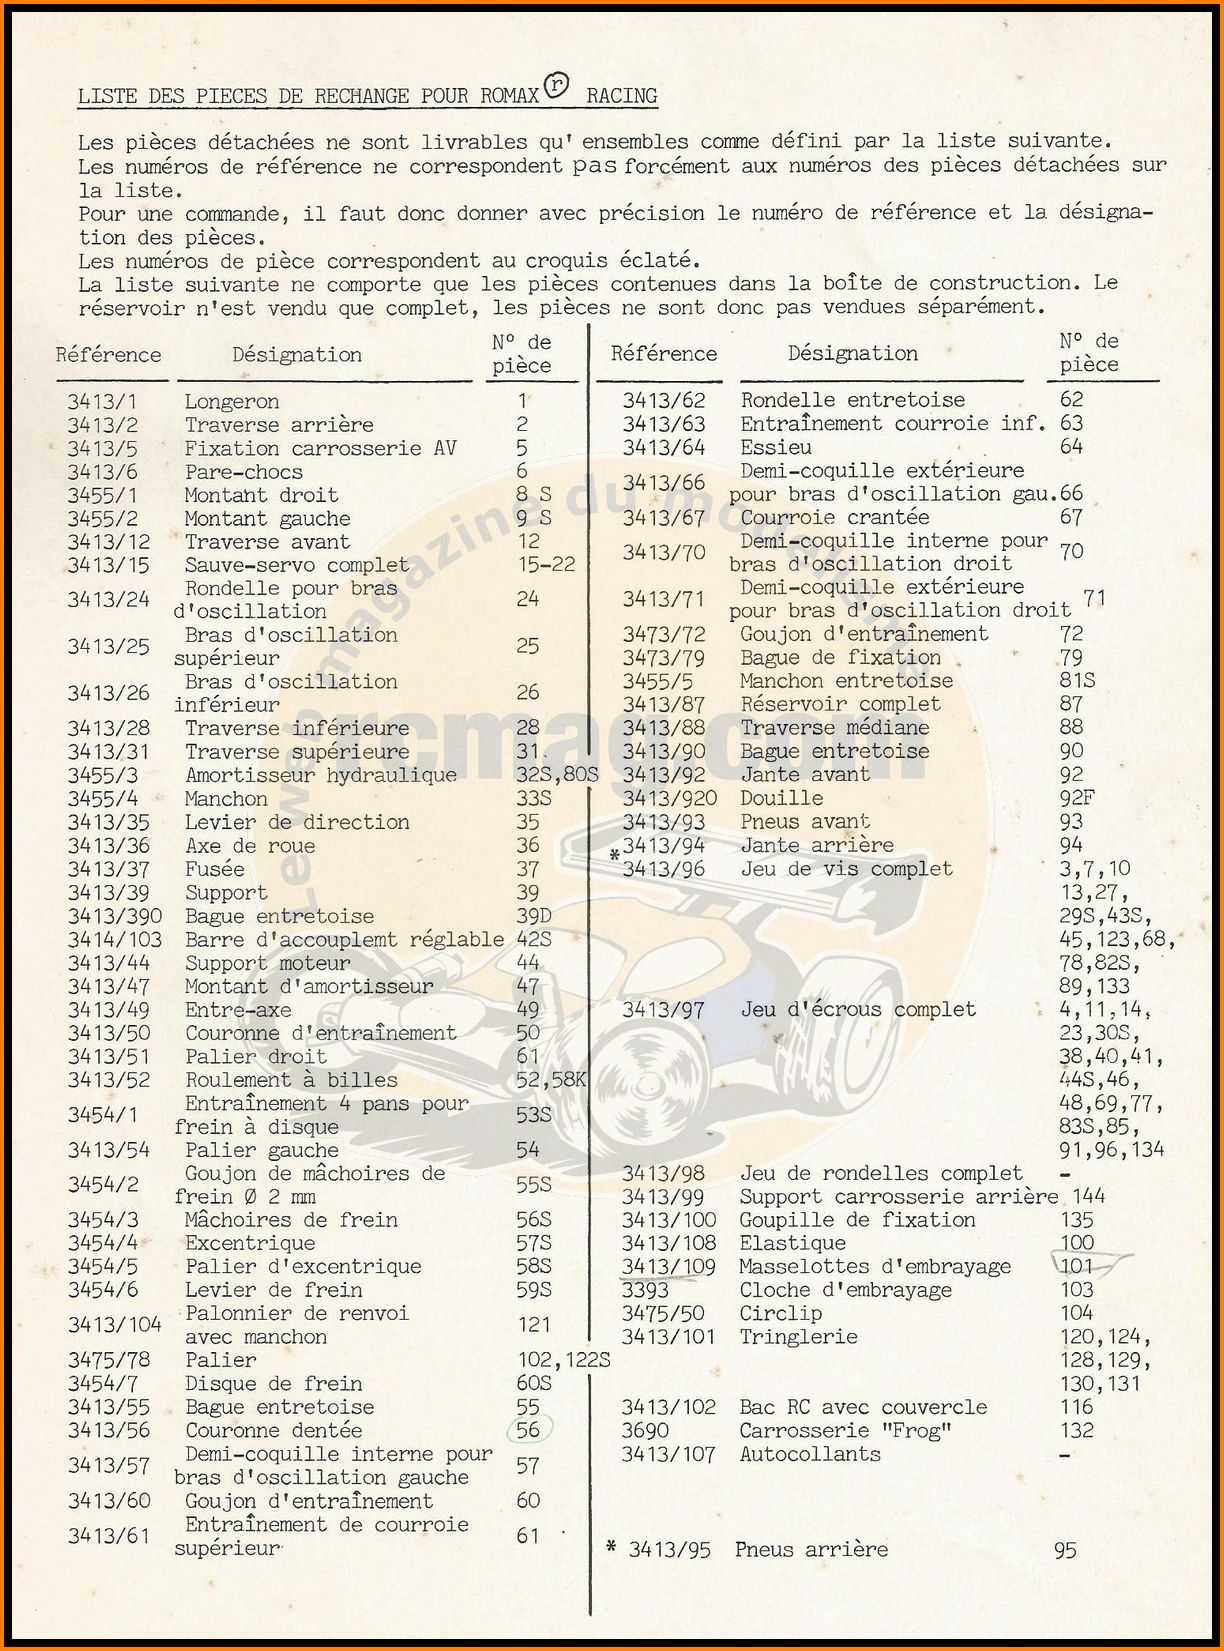 LISTE DES PIECES DE RECHANGE POUR ROMAX r RACING
Les pièces détachées ne sont livrables qu' ensembles comme défini par la liste suivante.
Les numéros de référence ne correspondent pas forcément aux numéros des pièces détachées sur
la liste.
Pour une commande, il faut donc donner avec précision le numéro de référence et la désigna-
tion des pièces.
Les numéros de pièce correspondent au croquis éclaté.
La liste suivante ne comporte que les pièces contenues dans la boîte de construction. Le
réservoir n'est vendu que complet, les pièces ne sont donc pas vendues séparément.
Référence Désignation N° de
pièce
3413/1 Longeron 1
3413/2 Traverse arrière 2
3413/5 Fixation carrosserie AV 5
3413/6 Pare-chocs 6
3455/1 Montant droit 8 S
3455/2 Montant gauche 9 S
3413/12 Traverse avant 12
3413/15 Sauve-servo complet 15-22
3413/24 Rondelle pour bras
d'oscillation 24
3413/25 Bras d'oscillation
supérieur 25
3413/26 Bras d'oscillation
inférieur 26
3413/28 Traverse inférieure 28
3413/31 Traverse supérieure 31
3455/3 Amortisseur hydraulique 32S,80S
3455/4 Manchon 33S
3413/35 Levier de direction 35
3413/36 Axe de roue 36
3413/37 Fusée 37
3413/39 Support 39
3413/390 Bague entretoise 39D
3414/103 Barre d'accouplemt réglable 42S
3413/44 Support moteur 44
3413/47 Montant d'amortisseur 47
3413/49 Entre-axe 49
3413/50 Couronne d'entraînement 50
3413/51 Palier droit 61
3413/52 Roulement à billes 52,58K
3454/1 Entraînement 4 pans pour
frein à disque 53S
3413/54 Palier gauche 54
3454/2 Goujon de mâchoires de
frein Ø 2 mm 55S
3454/3 Mâchoires de frein 56S
3454/4 Excentrique 57S
3454/5 Palier d'excentrique 58S
3454/6 Levier de frein 59S
3413/104 Palonnier de renvoi
avec manchon 121
3475/78 Palier 102,122S
3454/7 Disque de frein 60S
3413/55 Bague entretoise 55
3413/56 Couronne dentée 56
3413/57 Demi-coquille interne pour
bras d'oscillation gauche 57
3413/60 Goujon d'entraînement 60
3413/61 Entraînement de courroie
supérieur 61
Référence Désignation N° de
pièce
3413/62 Rondelle entretoise 62
3413/63 Entraînement courroie inf. 63
3413/64 Essieu 64
3413/66 Demi-coquille extérieure
pour bras d'oscillation gau. 66
3413/67 Courroie crantée 67
3413/70 Demi-coquille interne pour
bras d'oscillation droit 70
3413/71 Demi-coquille extérieure
pour bras d'oscillation droit 71
3473/72 Goujon d'entraînement 72
3473/79 Bague de fixation 79
3455/5 Manchon entretoise 81S
3413/87 Réservoir complet 87
3413/88 Traverse médiane 88
3413/90 Bague entretoise 90
3413/92 Jante avant 92
3413/920 Douille 92F
3413/93 Pneus avant 93
3413/94 Jante arrière 94
* 3413/96 Jeu de vis complet 3,7,10
13,27,
29S,43S,
45,123,68,
78,82S,
89,133
3413/97 Jeu d'écrous complet 4,11,14,
23,30S,
38,40,41,
44S,46,
48,69,77,
83S,85,
91,96,134
3413/98 Jeu de rondelles complet -
3413/99 Support carrosserie arrière 144
3413/100 Goupille de fixation 135
3413/108 Elastique 100
3413/109 Masselottes d'embrayage 101
3393 Cloche d'embrayage 103
3475/50 Circlip 104
3413/101 Tringlerie 120,124,
128,129,
130,131
3413/102 Bac RC avec couvercle 116
3690 Carrosserie "Frog" 132
3413/107 Autocollants -
* 3413/95 Pneus arrière 95
Le web magazine du modélisme
rcmag.com